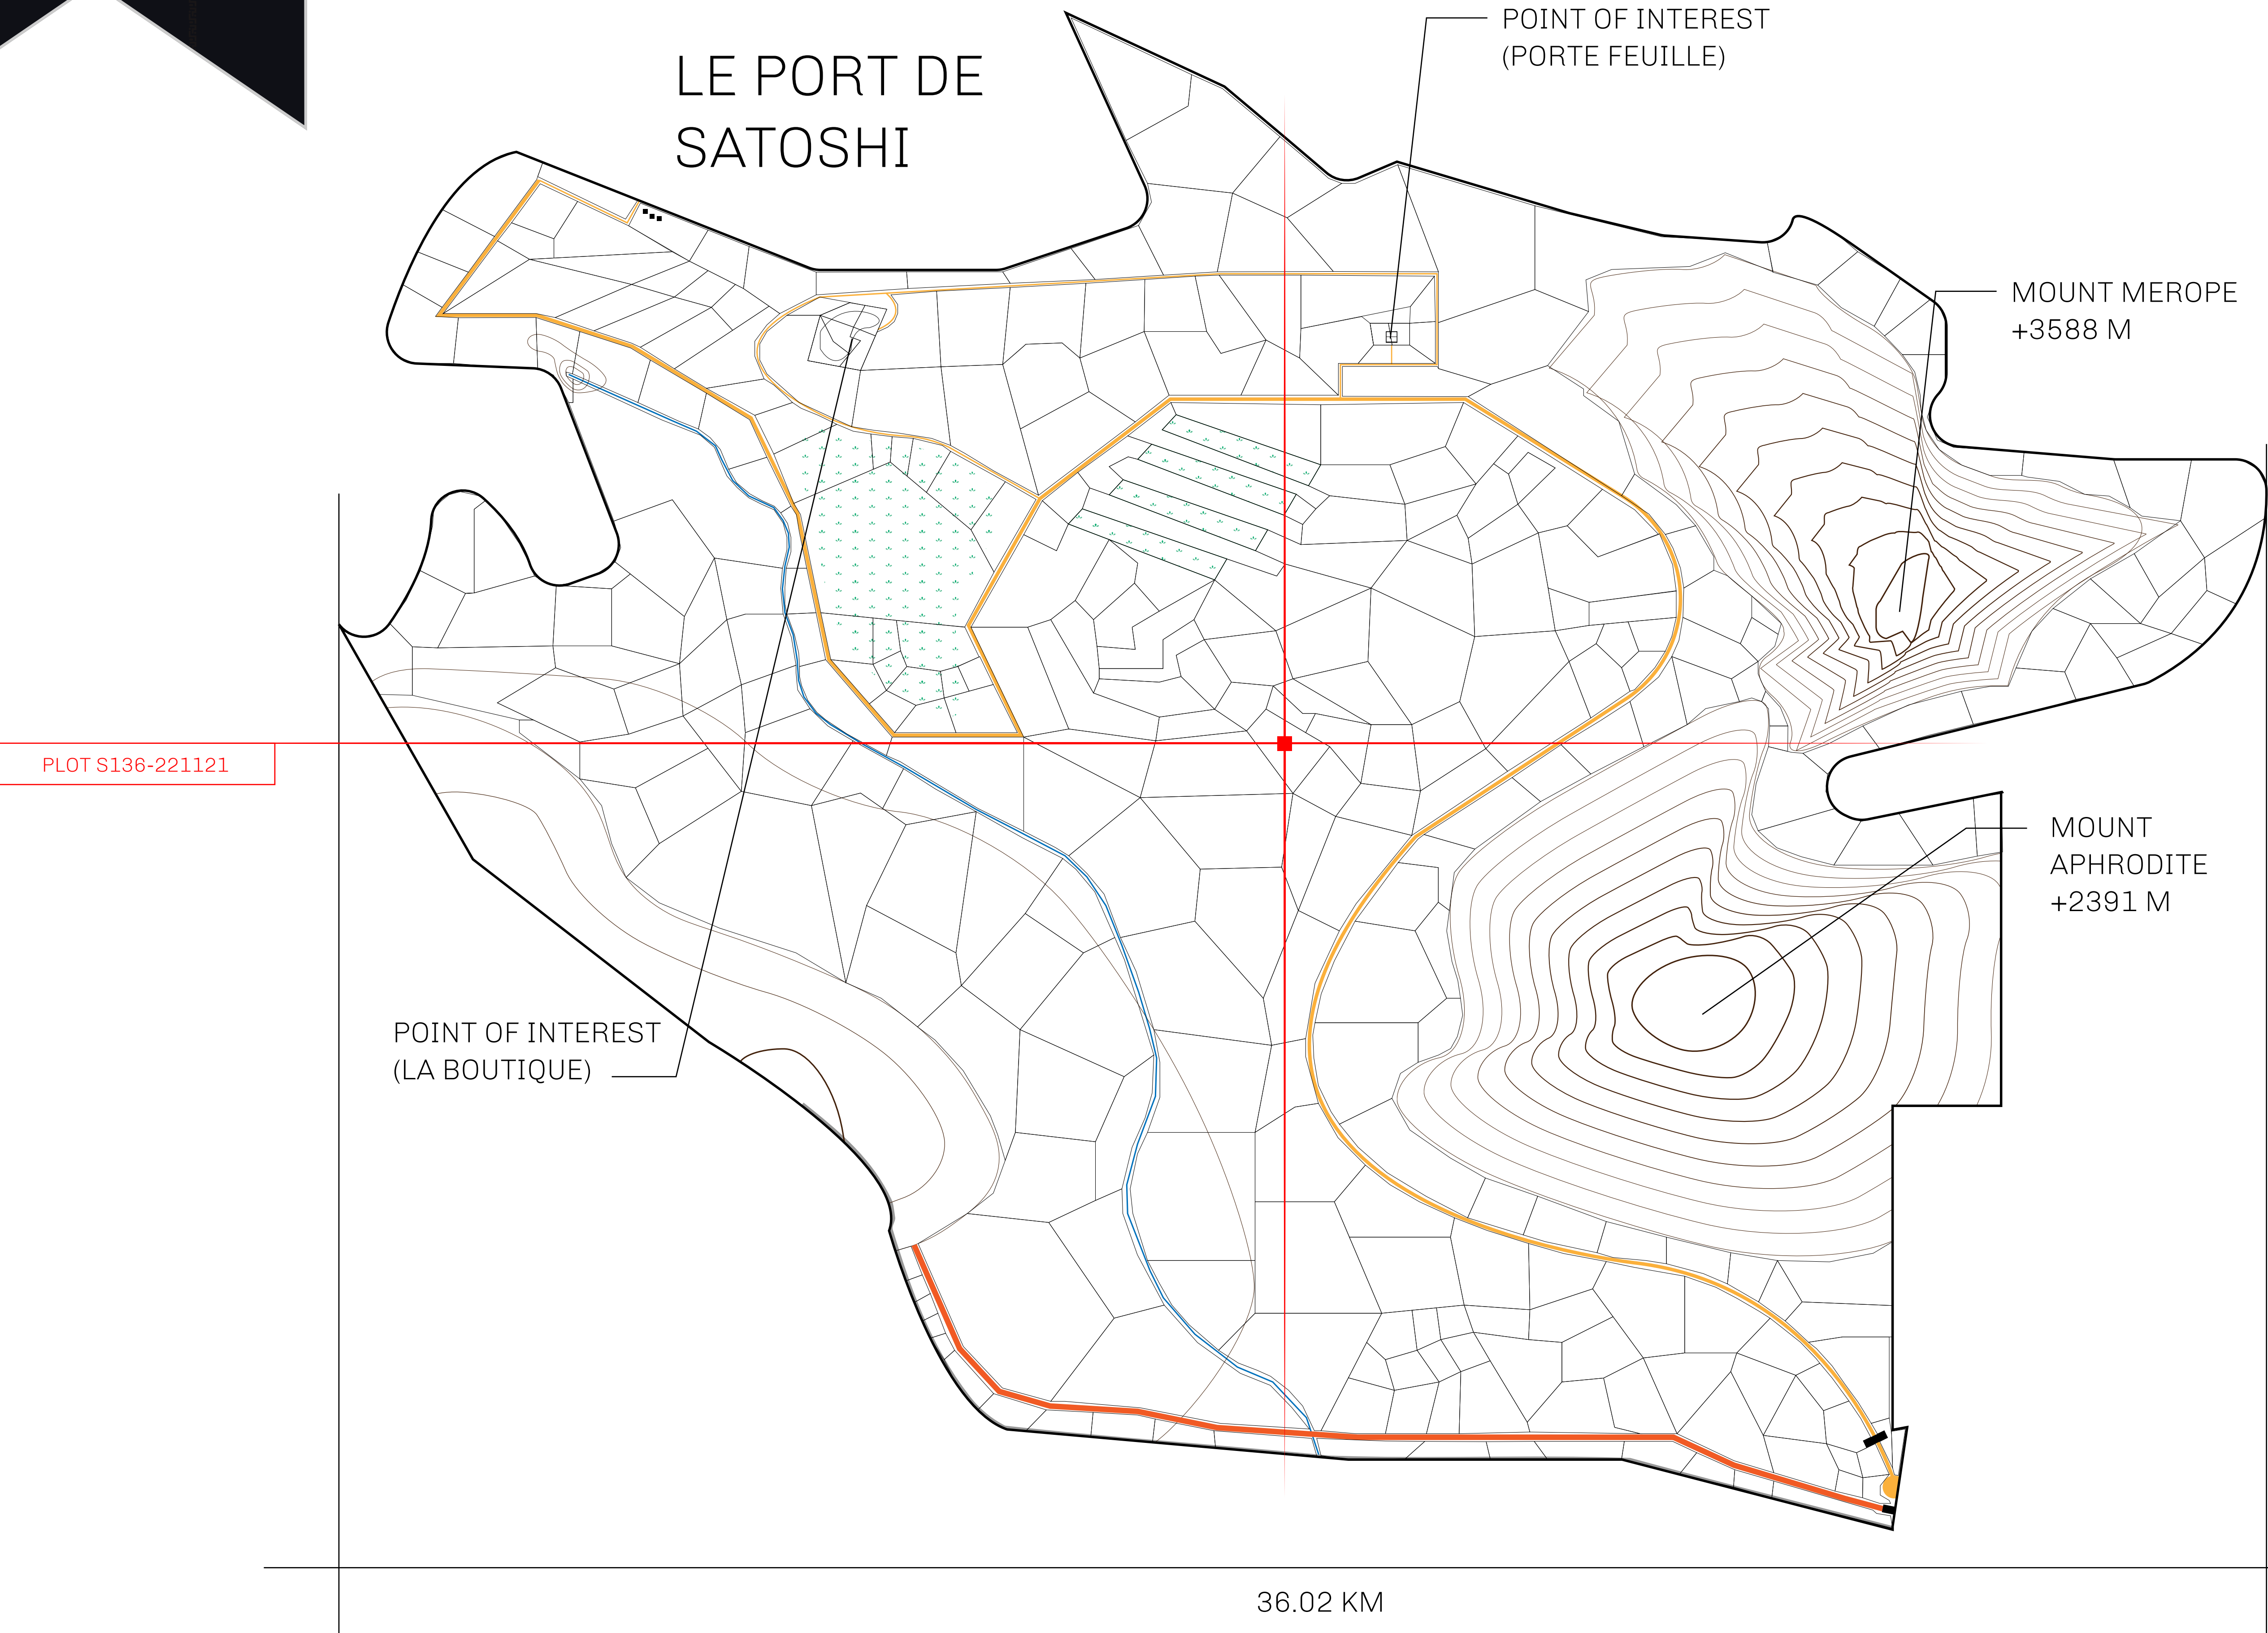 LE PORT DE
SATOSHI
POINT OF INTEREST
(PORTE FEUILLE)
MOUNT MEROPE
+3588 M
PLOT S136-221121
MOUNT
APHRODITE
+2391 M
POINT OF INTEREST
(LA BOUTIQUE)
36.02 KM